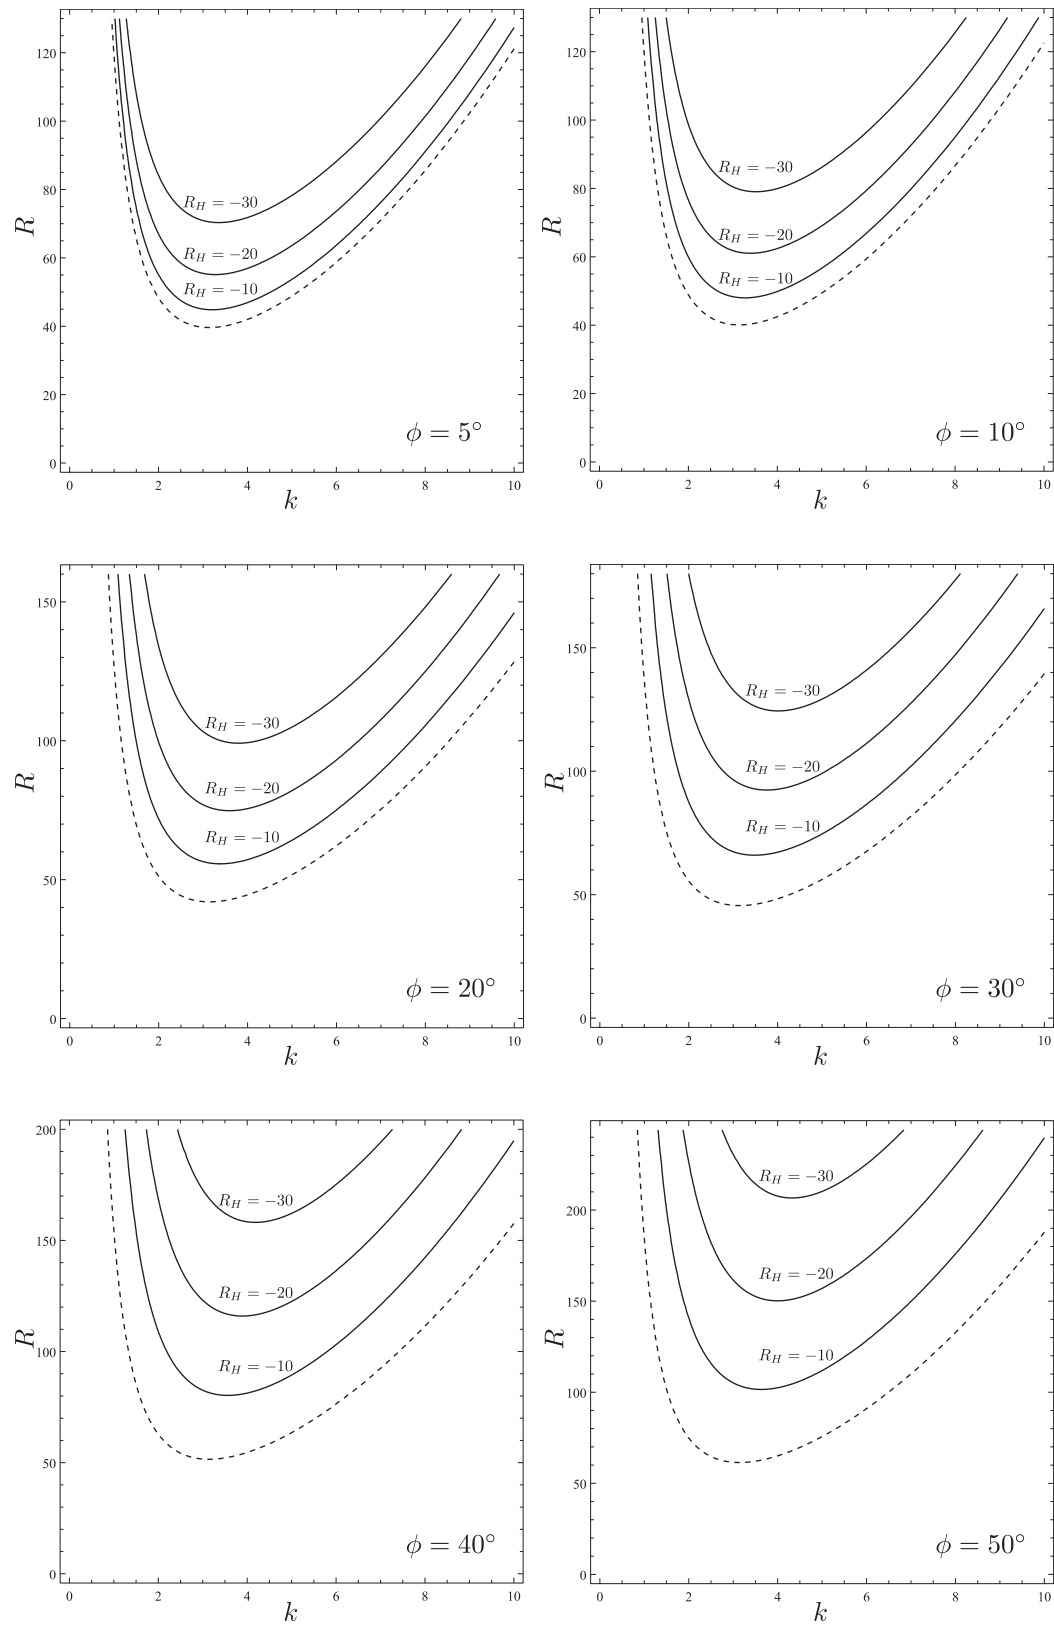 120
100
80
60
40
20
0
R
R_H = −30
R_H = −20
R_H = −10
ϕ = 5°
0 2 4 6 8 10
k
120
100
80
60
40
20
0
R
R_H = −30
R_H = −20
R_H = −10
ϕ = 10°
0 2 4 6 8 10
k
150
100
50
0
R
R_H = −30
R_H = −20
R_H = −10
ϕ = 20°
0 2 4 6 8 10
k
150
100
50
0
R
R_H = −30
R_H = −20
R_H = −10
ϕ = 30°
0 2 4 6 8 10
k
200
150
100
50
0
R
R_H = −30
R_H = −20
R_H = −10
ϕ = 40°
0 2 4 6 8 10
k
200
150
100
50
0
R
R_H = −30
R_H = −20
R_H = −10
ϕ = 50°
0 2 4 6 8 10
k